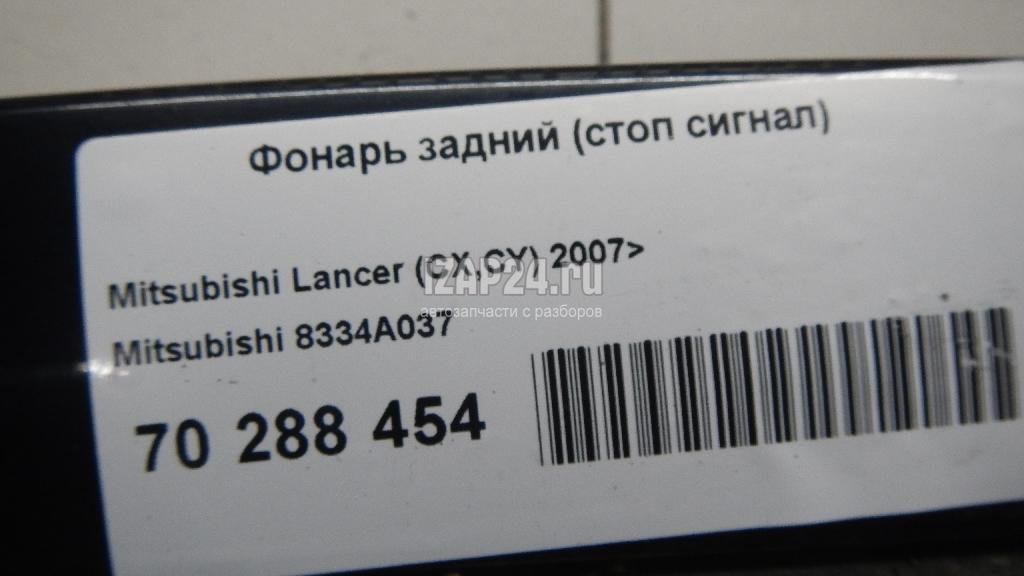 Фонарь задний (стоп сигнал)
Mitsubishi Lancer (CX,CY) 2007>
IZAP24.ru
автозапчасти с разборов
Mitsubishi 8334A037
70 288 454